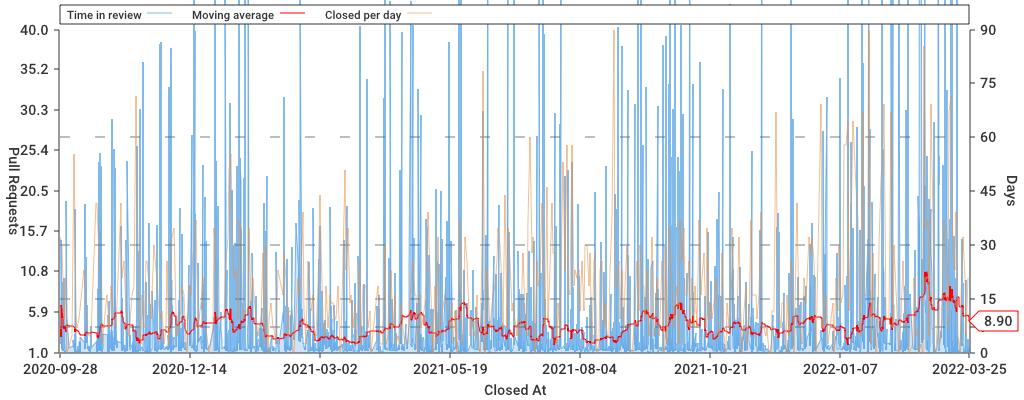 Time in review Moving average Closed per day
40.0 90
35.2 75
30.3
60
25.4
20.5 45
15.7 30
10.8
15
5.9
8.90
1.0 0
Pull Requests
Days
2020-09-28 2020-12-14 2021-03-02 2021-05-19 2021-08-04 2021-10-21 2022-01-07 2022-03-25
Closed At